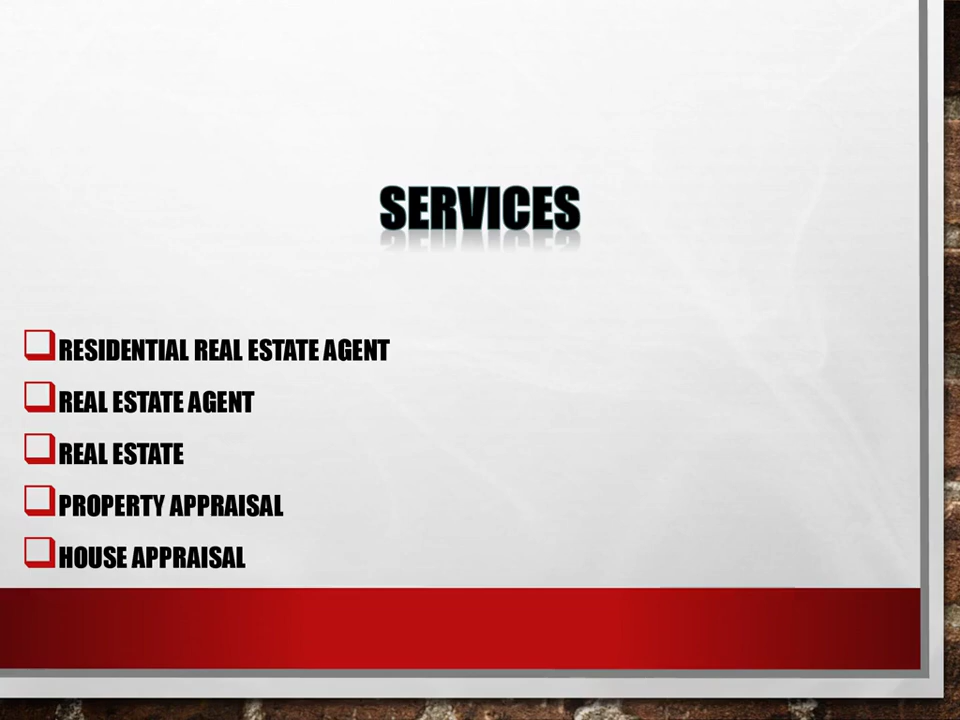 SERVICES
RESIDENTIAL REAL ESTATE AGENT
REAL ESTATE AGENT
REAL ESTATE
PROPERTY APPRAISAL
HOUSE APPRAISAL